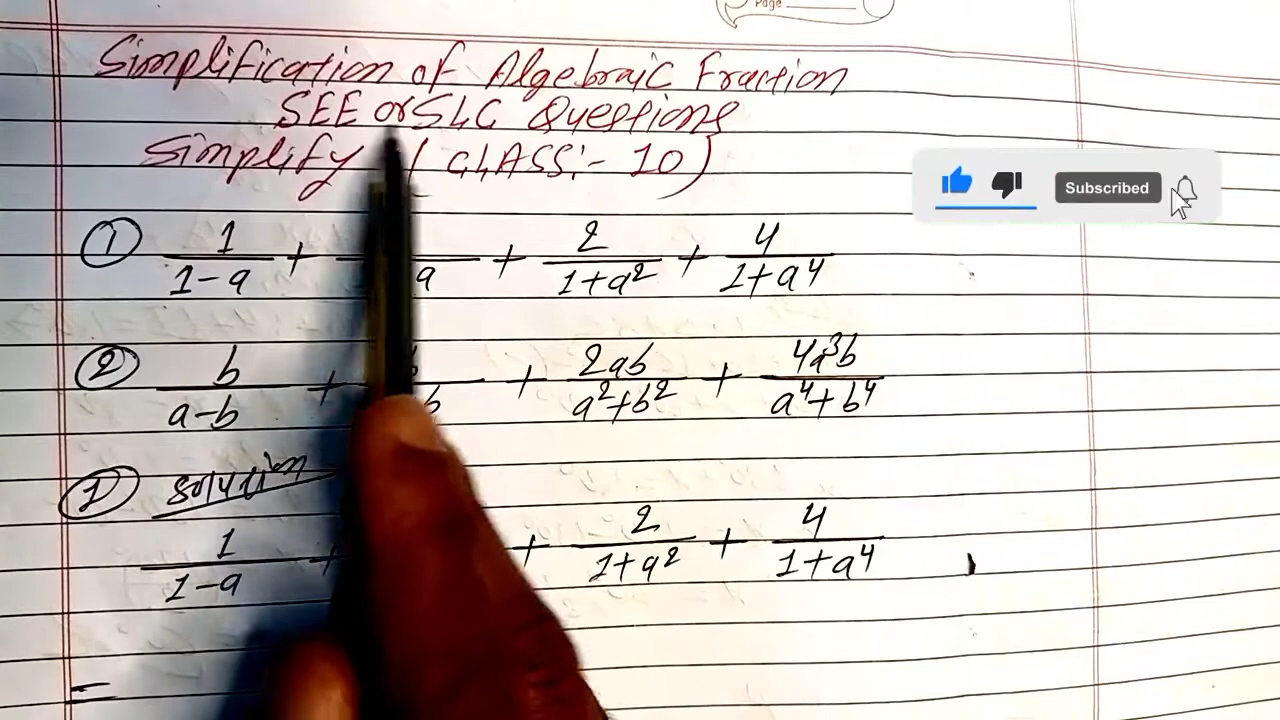 Page
Simplification of Algebraic Fraction
SEE or SLC Questions
Simplify ( CLASS:- 10 )
Subscribed
① 1/(1-a) + a + 2/(1+a²) + 4/(1+a⁴)
② b/(a-b) + b + 2ab/(a²+b²) + 4a³b/(a⁴+b⁴)
① solution
1/(1-a) + + 2/(1+a²) + 4/(1+a⁴)
=